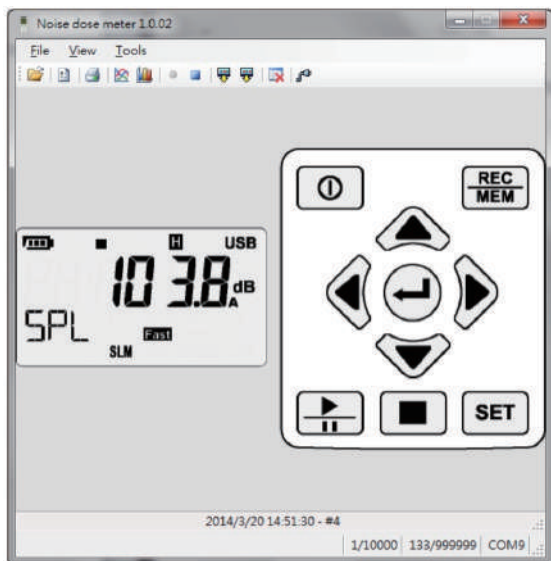 Noise dose meter 1.0.02
File View Tools
REC
MEM
H USB
103.8 dB
A
SPL Fast
SLM
SET
2014/3/20 14:51:30 - #4
1/10000 133/999999 COM9